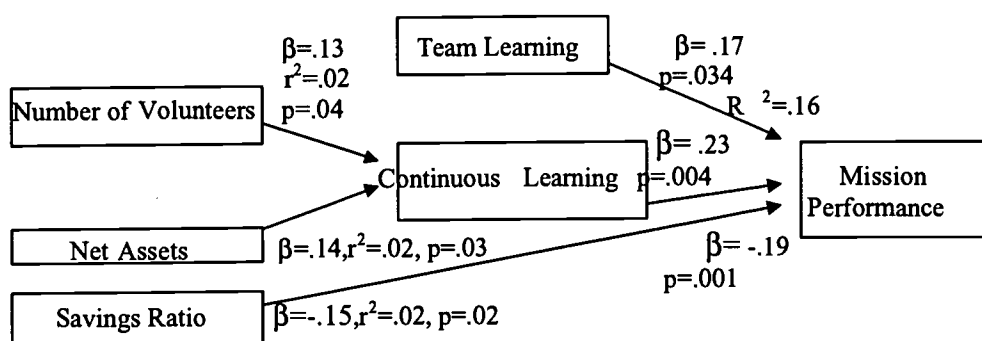 β=.13
r²=.02
p=.04
Team Learning
β= .17
p=.034
R ²=.16
Number of Volunteers
Continuous Learning
β= .23
p=.004
Mission
Performance
Net Assets
β=.14,r²=.02, p=.03
β= -.19
p=.001
Savings Ratio
β=-.15,r²=.02, p=.02